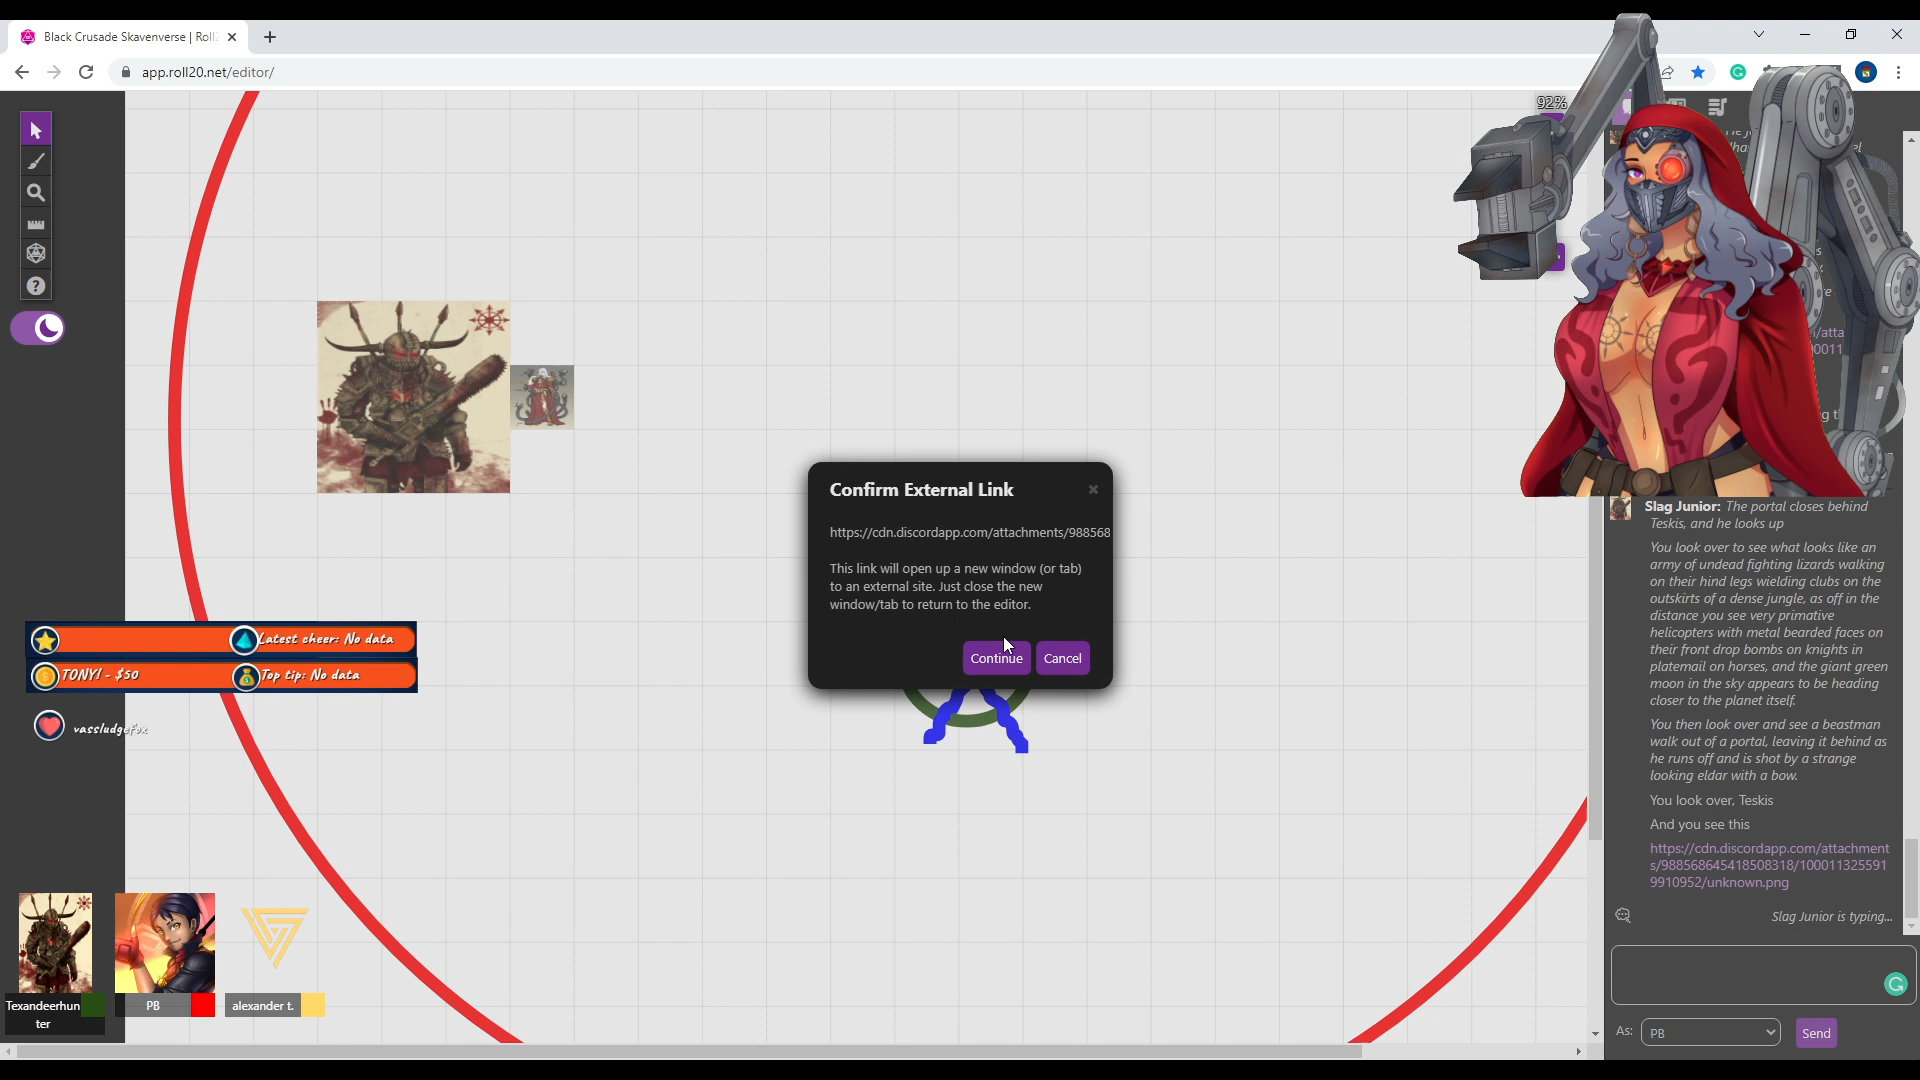 Black Crusade Skavenverse | Roll2
app.roll20.net/editor/
92%
Confirm External Link
https://cdn.discordapp.com/attachments/988568
This link will open up a new window (or tab)
to an external site. Just close the new
window/tab to return to the editor.
Continue
Cancel
Latest cheer: No data
TONY! - $50
Top tip: No data
vassludgefox
Texandeerhun
ter
PB
alexander t.
el
re
/atta
00011
Slag Junior: The portal closes behind
Teskis, and he looks up
You look over to see what looks like an
army of undead fighting lizards walking
on their hind legs wielding clubs on the
outskirts of a dense jungle, as off in the
distance you see very primative
helicopters with metal bearded faces on
their front drop bombs on knights in
platemail on horses, and the giant green
moon in the sky appears to be heading
closer to the planet itself.
You then look over and see a beastman
walk out of a portal, leaving it behind as
he runs off and is shot by a strange
looking eldar with a bow.
You look over, Teskis
And you see this
https://cdn.discordapp.com/attachment
s/988568645418508318/100011325591
9910952/unknown.png
Slag Junior is typing...
As:
PB
Send